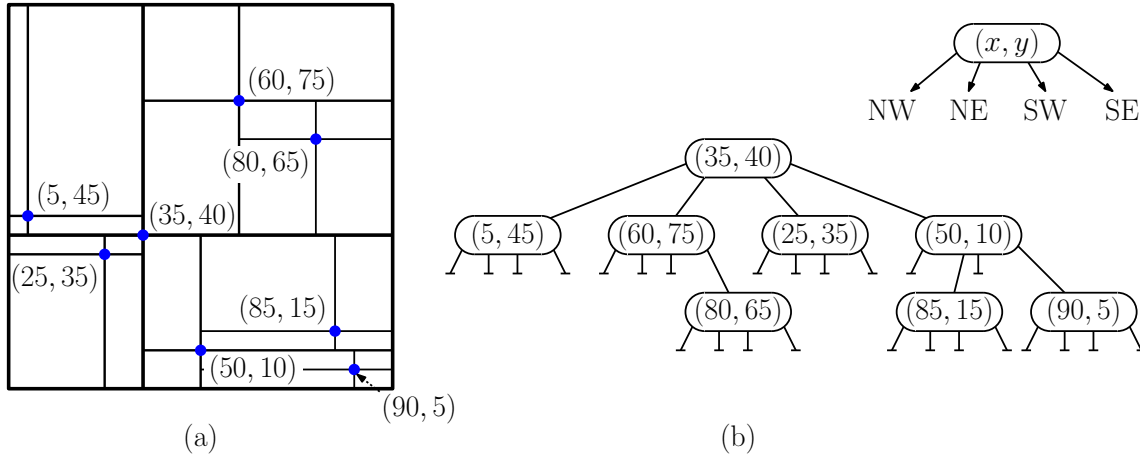 (60, 75)
(80, 65)
(5, 45)
(35, 40)
(25, 35)
(85, 15)
(50, 10)
(90, 5)
(a)
(x, y)
NW NE SW SE
(35, 40)
(5, 45) (60, 75) (25, 35) (50, 10)
(80, 65) (85, 15) (90, 5)
(b)